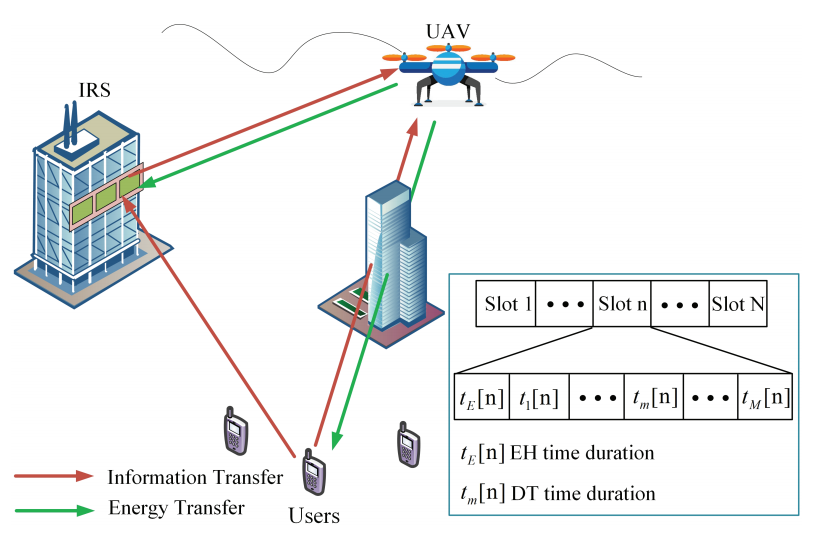 UAV
IRS
Slot 1 ••• Slot n ••• Slot N
t_E[n] t_1[n] ••• t_m[n] ••• t_M[n]
t_E[n] EH time duration
t_m[n] DT time duration
Information Transfer
Energy Transfer
Users